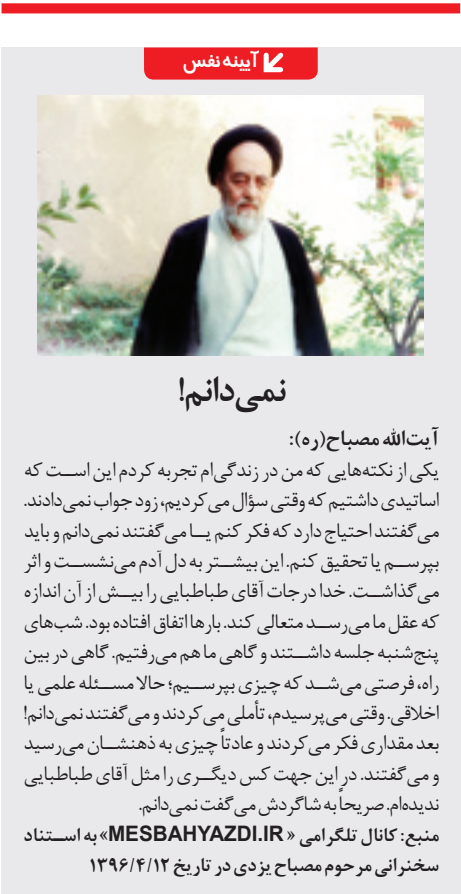 آیینه نفس
نمی‌دانم!
آیت‌الله مصباح(ره):
یکی از نکته‌هایی که من در زندگی‌ام تجربه کردم این است که
اساتیدی داشتیم که وقتی سؤال می‌کردیم، زود جواب نمی‌دادند.
می‌گفتند احتیاج دارد که فکر کنم یا می‌گفتند نمی‌دانم و باید
بپرسم یا تحقیق کنم. این بیشتر به دل آدم می‌نشست و اثر
می‌گذاشت. خدا درجات آقای طباطبایی را بیش از آن اندازه
که عقل ما می‌رسد متعالی کند. بارها اتفاق افتاده بود. شب‌های
پنج‌شنبه جلسه داشتند و گاهی ما هم می‌رفتیم. گاهی در بین
راه، فرصتی می‌شد که چیزی بپرسیم؛ حالا مسئله علمی یا
اخلاقی. وقتی می‌پرسیدم، تأملی می‌کردند و می‌گفتند نمی‌دانم!
بعد مقداری فکر می‌کردند و عادتاً چیزی به ذهنشان می‌رسید
و می‌گفتند. در این جهت کس دیگری را مثل آقای طباطبایی
ندیده‌ام. صریحاً به شاگردش می‌گفت نمی‌دانم.
منبع: کانال تلگرامی «MESBAHYAZDI.IR» به استناد
سخنرانی مرحوم مصباح یزدی در تاریخ ۱۳۹۶/۴/۱۲